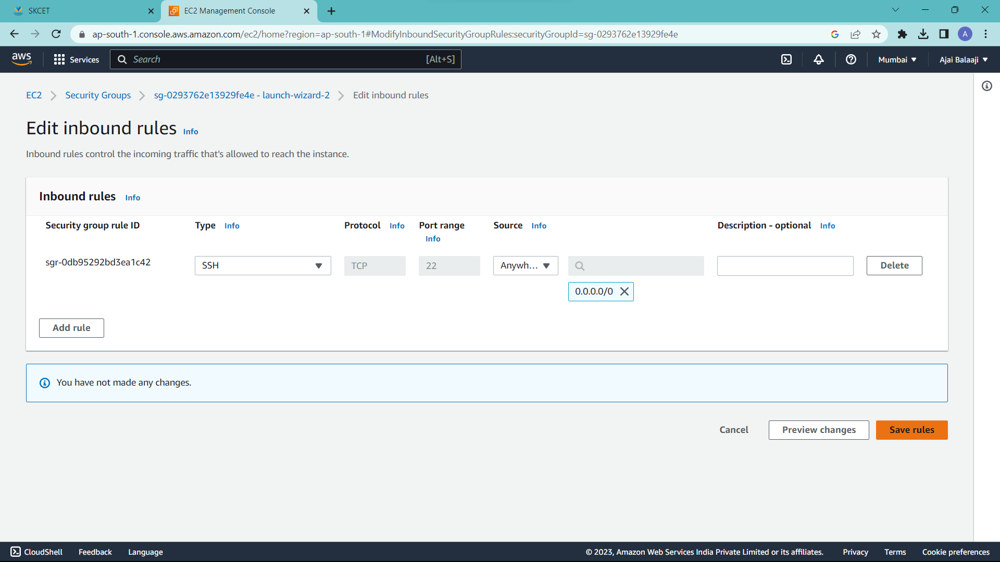 SKCET
EC2 Management Console
ap-south-1.console.aws.amazon.com/ec2/home?region=ap-south-1#ModifyInboundSecurityGroupRules:securityGroupId=sg-0293762e13929fe4e
A
aws
Services
Search
[Alt+S]
Mumbai
Ajai Balaaji
EC2
Security Groups
sg-0293762e13929fe4e - launch-wizard-2
Edit inbound rules
Edit inbound rules Info
Inbound rules control the incoming traffic that's allowed to reach the instance.
Inbound rules Info
Security group rule ID
Type Info
Protocol Info
Port range
Info
Source Info
Description - optional Info
sgr-0db95292bd3ea1c42
SSH
TCP
22
Anywh...
Delete
0.0.0.0/0
Add rule
You have not made any changes.
Cancel
Preview changes
Save rules
CloudShell
Feedback
Language
© 2023, Amazon Web Services India Private Limited or its affiliates.
Privacy
Terms
Cookie preferences